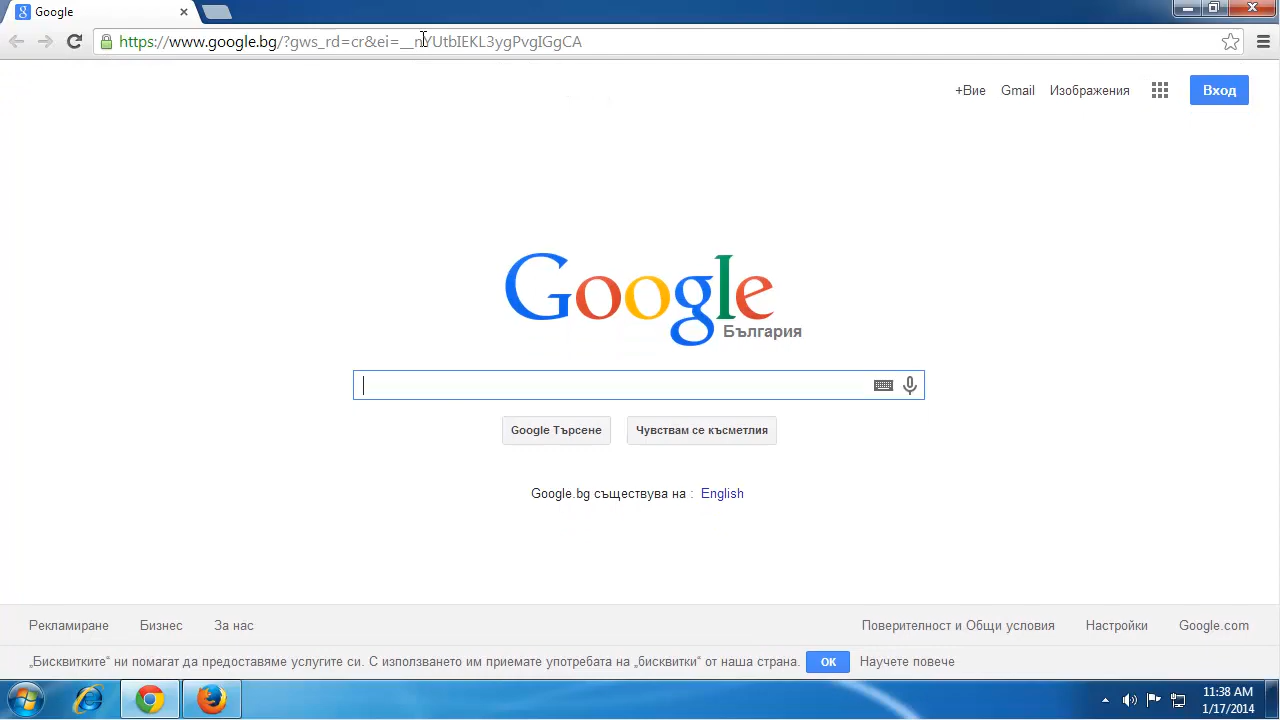 Google
https://www.google.bg/?gws_rd=cr&ei=__nYUtbIEKL3ygPvgIGgCA
+Вие Gmail Изображения Вход
Google
България
Google Търсене Чувствам се късметлия
Google.bg съществува на : English
Рекламиране Бизнес За нас Поверителност и Общи условия Настройки Google.com
„Бисквитките“ ни помагат да предоставяме услугите си. С използването им приемате употребата на „бисквитки“ от наша страна. ОК Научете повече
11:38 AM
1/17/2014